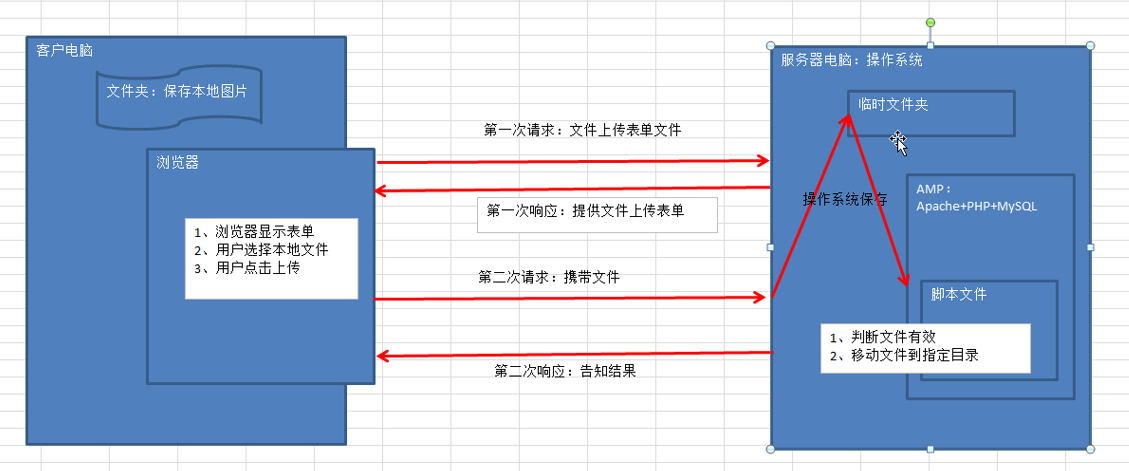 客户电脑
文件夹：保存本地图片
浏览器
1、浏览器显示表单
2、用户选择本地文件
3、用户点击上传
第一次请求：文件上传表单文件
第一次响应：提供文件上传表单
第二次请求：携带文件
第二次响应：告知结果
服务器电脑：操作系统
临时文件夹
操作系统保存
AMP：
Apache+PHP+MySQL
脚本文件
1、判断文件有效
2、移动文件到指定目录